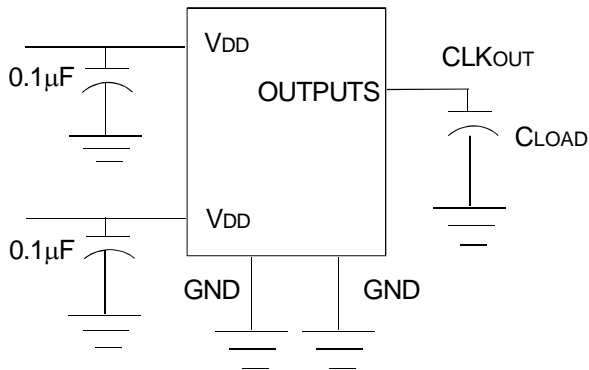 VDD
0.1μF
OUTPUTS
CLKOUT
CLOAD
VDD
0.1μF
GND
GND